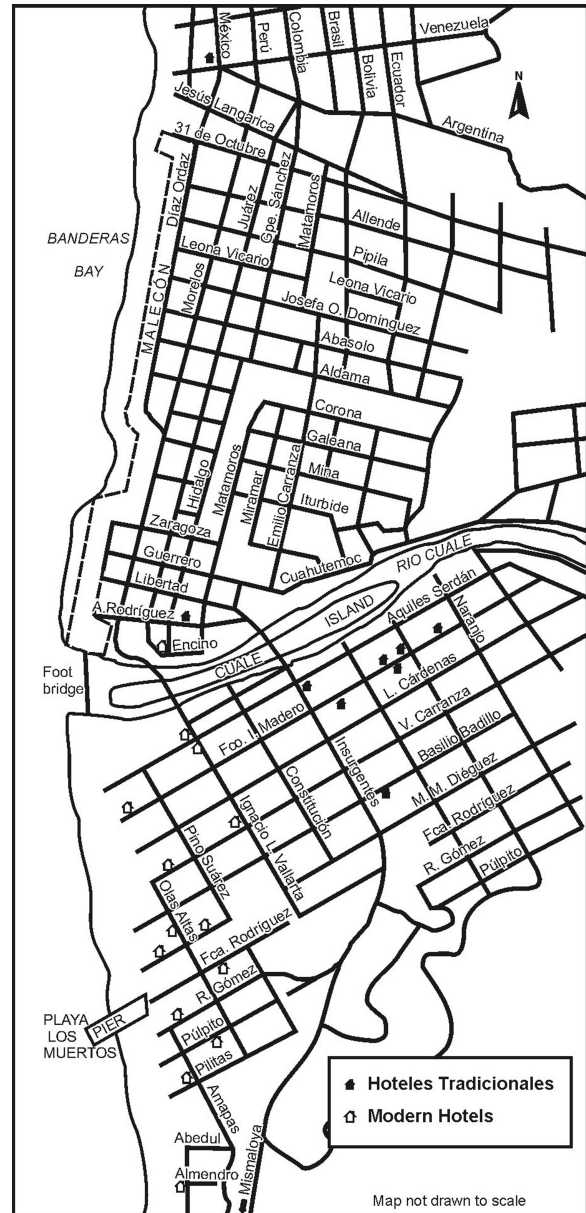 Venezuela
México
Perú
Colombia
Brasil
Bolivia
Ecuador
N
Jesús Langarica
Argentina
31 de Octubre
Díaz Ordaz
Juárez
Gpe. Sánchez
Matamoros
Allende
BANDERAS
BAY
Pipila
Leona Vicario
Leona Vicario
MALECÓN
Morelos
Josefa O. Dominguez
Abasolo
Aldama
Corona
Galeana
Hidalgo
Matamoros
Miramar
Emilio Carranza
Mina
Iturbide
Zaragoza
Guerrero
Cuahutemoc
RIO CUALE
Libertad
A.Rodríguez
ISLAND
Aquiles Serdán
Naranjo
Encino
CUALE
Foot
bridge
L. Cárdenas
Fco. I. Madero
V. Carranza
Basilio Badillo
Insurgentes
Constitución
M. M. Diéguez
Ignacio L. Vallarta
Fca. Rodríguez
Pino Suárez
R. Gómez
Púlpito
Olas Altas
Fca. Rodríguez
R. Gómez
PLAYA
LOS
MUERTOS
PIER
Púlpito
Pilitas
Amapas
Hoteles Tradicionales
Modern Hotels
Abedul
Almendro
Mismaloya
Map not drawn to scale